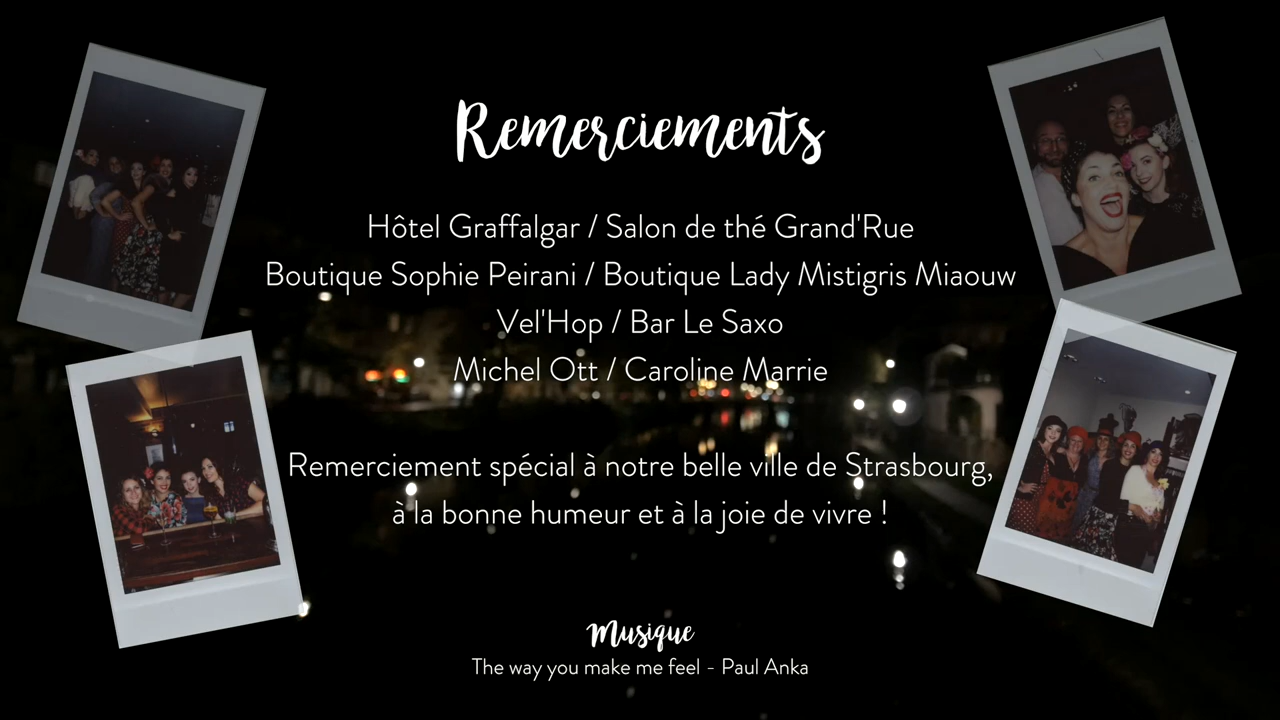 Remerciements
Hôtel Graffalgar / Salon de thé Grand'Rue
Boutique Sophie Peirani / Boutique Lady Mistigris Miaouw
Vel'Hop / Bar Le Saxo
Michel Ott / Caroline Marrie
Remerciement spécial à notre belle ville de Strasbourg,
à la bonne humeur et à la joie de vivre !
Musique
The way you make me feel - Paul Anka